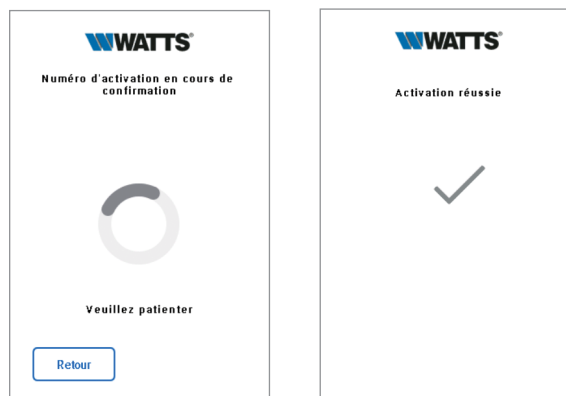 WATTS®
Numéro d'activation en cours de
confirmation
Veuillez patienter
Retour
WATTS®
Activation réussie